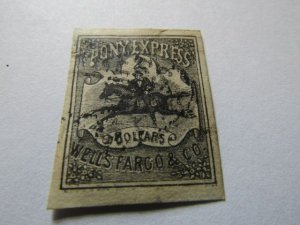 PONY EXPRESS
DOLLARS
WELLS, FARGO & CO.